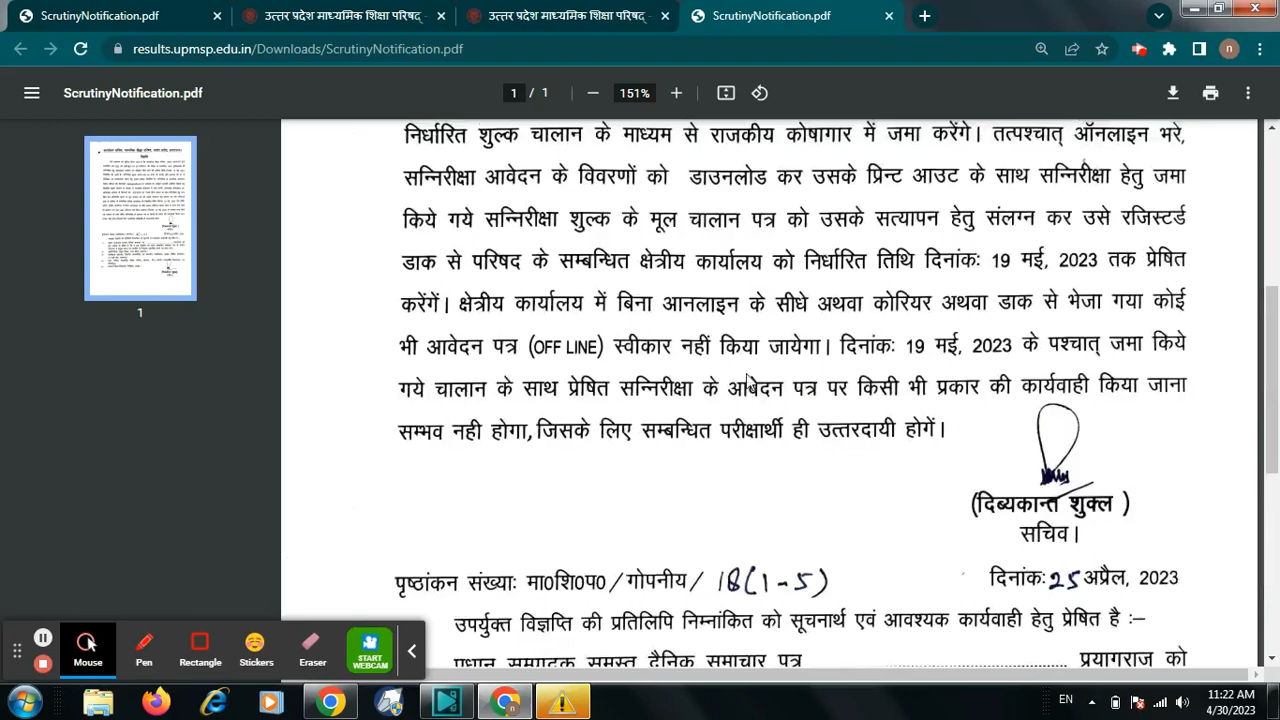 ScrutinyNotification.pdf
उत्तर प्रदेश माध्यमिक शिक्षा परिषद्,
उत्तर प्रदेश माध्यमिक शिक्षा परिषद्,
ScrutinyNotification.pdf
results.upmsp.edu.in/Downloads/ScrutinyNotification.pdf
n
ScrutinyNotification.pdf
1 / 1
151%
निर्धारित शुल्क चालान के माध्यम से राजकीय कोषागार में जमा करेंगे। तत्पश्चात् ऑनलाइन भरे,
सन्निरीक्षा आवेदन के विवरणों को डाउनलोड कर उसके प्रिन्ट आउट के साथ सन्निरीक्षा हेतु जमा
किये गये सन्निरीक्षा शुल्क के मूल चालान पत्र को उसके सत्यापन हेतु संलग्न कर उसे रजिस्टर्ड
डाक से परिषद के सम्बन्धित क्षेत्रीय कार्यालय को निर्धारित तिथि दिनांकः 19 मई, 2023 तक प्रेषित
करेंगें। क्षेत्रीय कार्यालय में बिना आनलाइन के सीधे अथवा कोरियर अथवा डाक से भेजा गया कोई
भी आवेदन पत्र (OFF LINE) स्वीकार नहीं किया जायेगा। दिनांकः 19 मई, 2023 के पश्चात् जमा किये
गये चालान के साथ प्रेषित सन्निरीक्षा के आवेदन पत्र पर किसी भी प्रकार की कार्यवाही किया जाना
सम्भव नही होगा, जिसके लिए सम्बन्धित परीक्षार्थी ही उत्तरदायी होगें।
(दिब्यकान्त शुक्ल )
सचिव।
पृष्ठांकन संख्याः मा0शि0प0/गोपनीय/ 18(1-5)
दिनांकः 25 अप्रैल, 2023
उपर्युक्त विज्ञप्ति की प्रतिलिपि निम्नांकित को सूचनार्थ एवं आवश्यक कार्यवाही हेतु प्रेषित है :–
प्रधान सम्पादक समस्त दैनिक समाचार पत्र ........................................ प्रयागराज को
1
Mouse
Pen
Rectangle
Stickers
Eraser
START
WEBCAM
EN
11:22 AM
4/30/2023